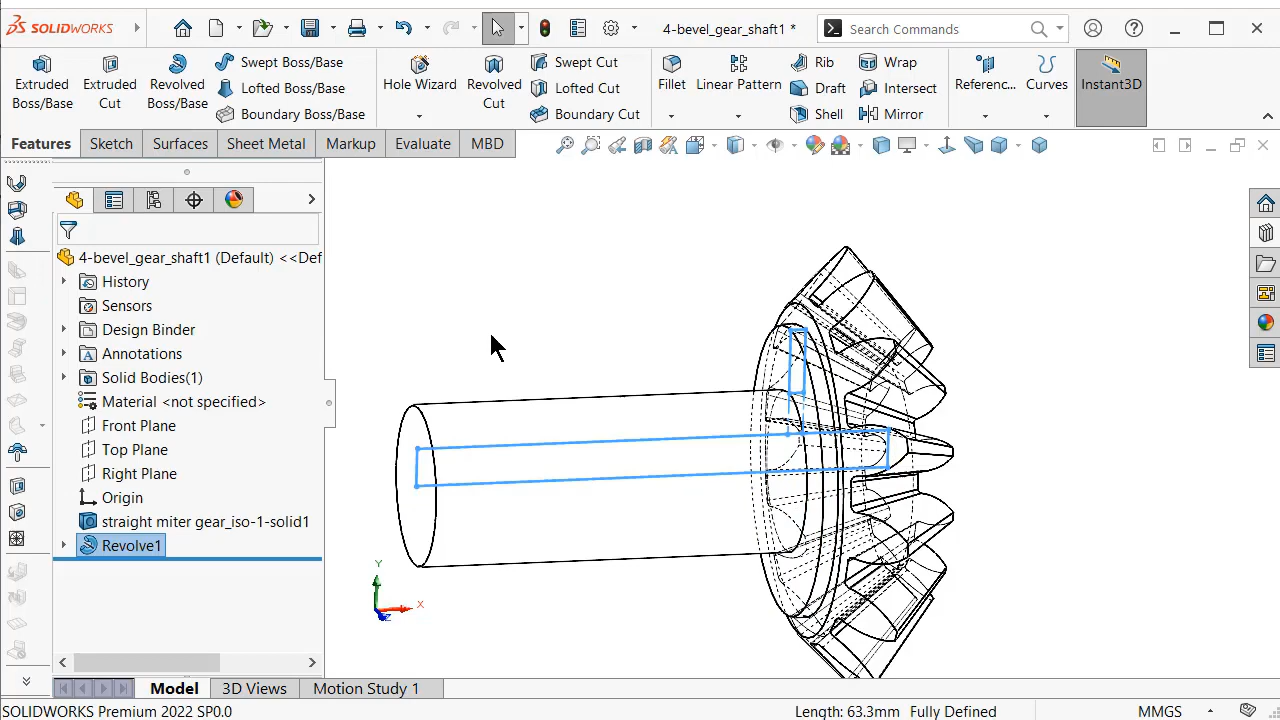 SOLIDWORKS
4-bevel_gear_shaft1 *
Search Commands
Extruded Boss/Base
Extruded Cut
Revolved Boss/Base
Swept Boss/Base
Lofted Boss/Base
Boundary Boss/Base
Hole Wizard
Revolved Cut
Swept Cut
Lofted Cut
Boundary Cut
Fillet
Linear Pattern
Rib
Draft
Shell
Wrap
Intersect
Mirror
Referenc...
Curves
Instant3D
Features
Sketch
Surfaces
Sheet Metal
Markup
Evaluate
MBD
4-bevel_gear_shaft1 (Default) <<Def
History
Sensors
Design Binder
Annotations
Solid Bodies(1)
Material <not specified>
Front Plane
Top Plane
Right Plane
Origin
straight miter gear_iso-1-solid1
Revolve1
Y
X
Z
Model
3D Views
Motion Study 1
SOLIDWORKS Premium 2022 SP0.0
Length: 63.3mm
Fully Defined
MMGS